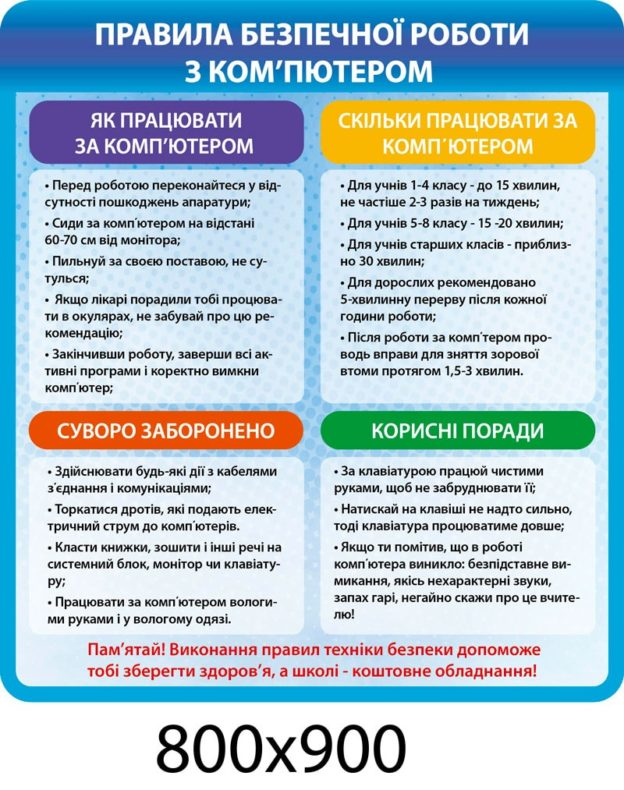 ПРАВИЛА БЕЗПЕЧНОЇ РОБОТИ
З КОМ’ПЮТЕРОМ
ЯК ПРАЦЮВАТИ
ЗА КОМП’ЮТЕРОМ
• Перед роботою переконайтеся у від-
сутності пошкоджень апаратури;
• Сиди за комп´ютером на відстані
60-70 см від монітора;
• Пильнуй за своєю поставою, не су-
тулься;
• Якщо лікарі порадили тобі процюва-
ти в окулярах, не забувай про цю ре-
комендацію;
• Закінчивши роботу, заверши всі ак-
тивні програми і коректно вимкни
комп´ютер;
СКІЛЬКИ ПРАЦЮВАТИ ЗА
КОМП´ЮТЕРОМ
• Для учнів 1-4 класу - до 15 хвилин,
не частіше 2-3 разів на тиждень;
• Для учнів 5-8 класу - 15 -20 хвилин;
• Для учнів старших класів - приблиз-
но 30 хвилин;
• Для дорослих рекомендовано
5-хвилинну перерву після кожної
години роботи;
• Після роботи за комп´тером про-
водь вправи для зняття зорової
втоми протягом 1,5-3 хвилин.
СУВОРО ЗАБОРОНЕНО
• Здійснювати будь-які дії з кабелями
з´єднання і комунікаціями;
• Торкатися дротів, які подають елек-
тричний струм до комп´ютерів.
• Класти книжки, зошити і інші речі на
системний блок, монітор чи клавіату-
ру;
• Працювати за комп´ютером вологи-
ми руками і у вологому одязі.
КОРИСНІ ПОРАДИ
• За клавіатурою працюй чистими
руками, щоб не забруднювати її;
• Натискай на клавіші не надто сильно,
тоді клавіатура процюватиме довше;
• Якщо ти помітив, що в роботі
комп´ютера виникло: безпідставне ви-
микання, якісь нехарактерні звуки,
запах гарі, негайно скажи про це вчите-
лю!
Пам’ятай! Виконання правил техніки безпеки допоможе
тобі зберегти здоров’я, а школі - коштовне обладнання!
800x900